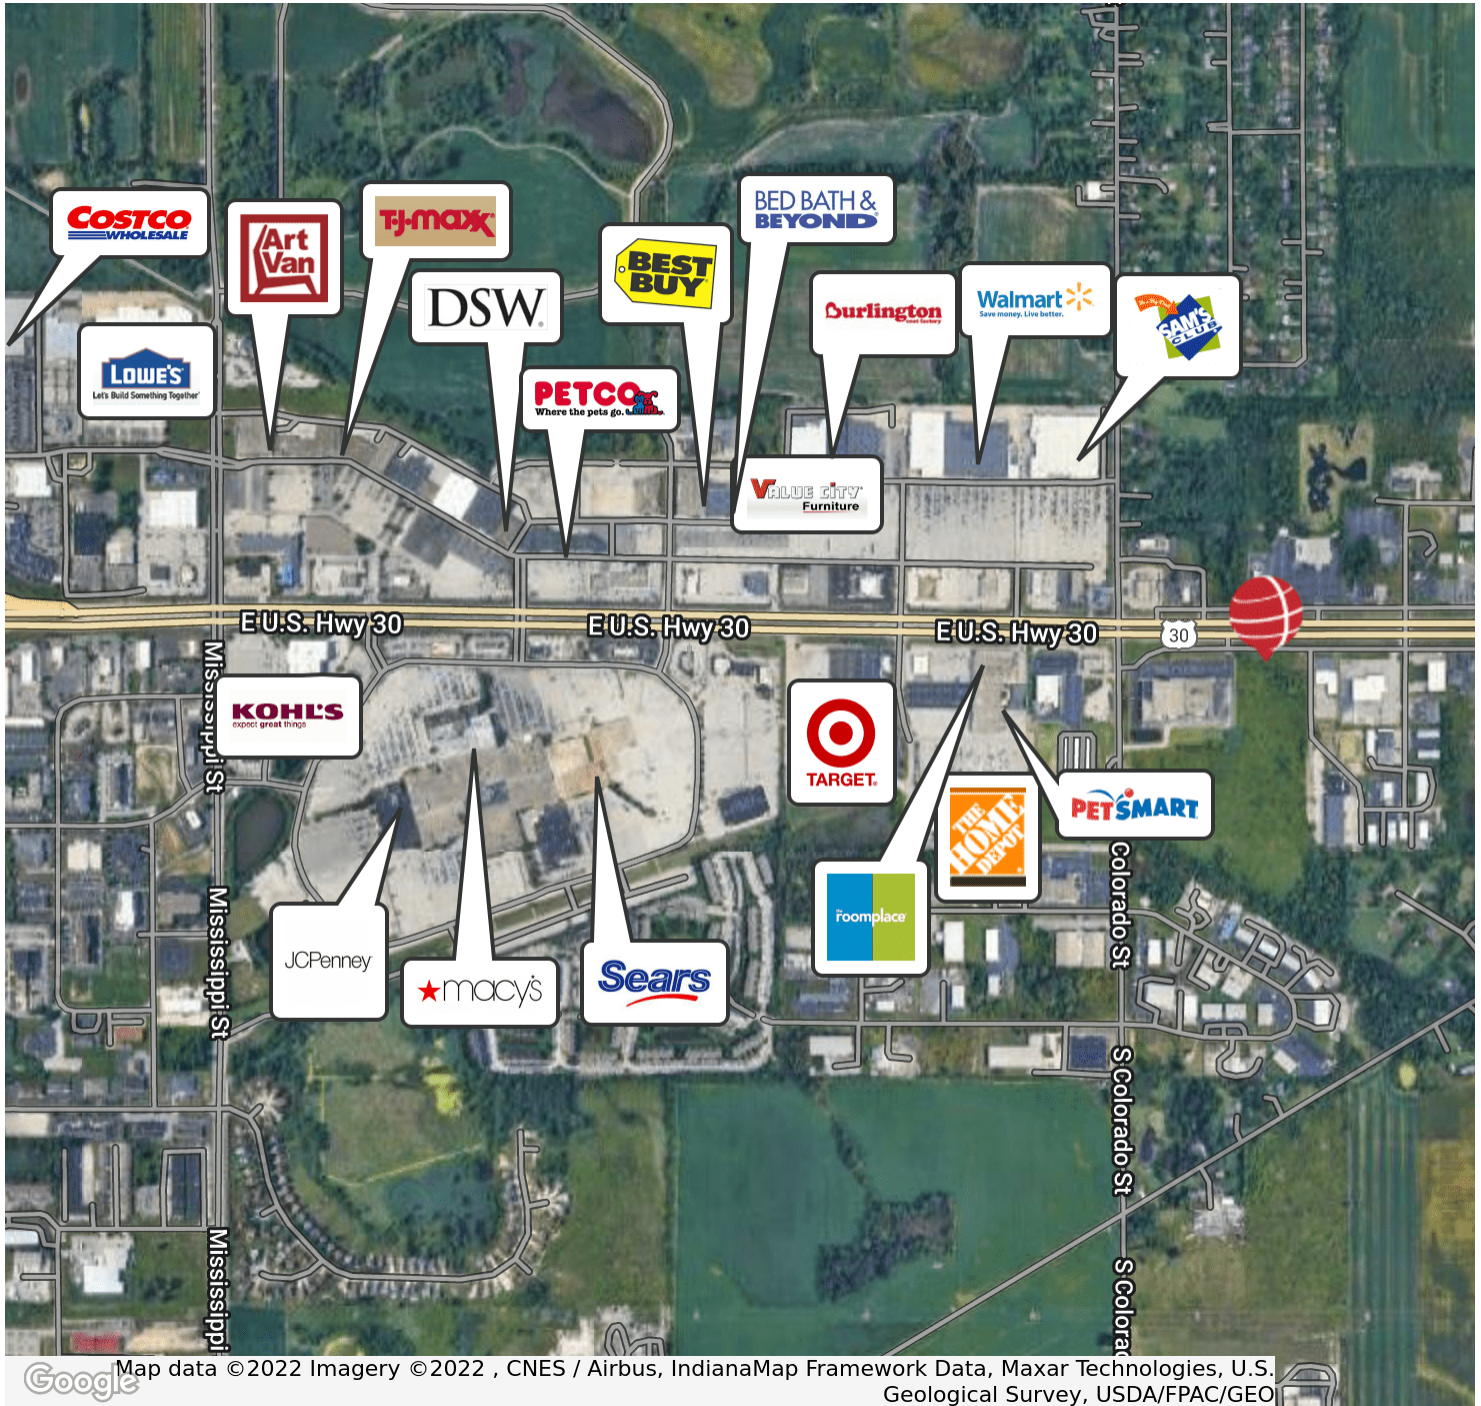 COSTCO
WHOLESALE
Art
Van
T·J·maxx
BED BATH &
BEYOND
DSW
BEST
BUY
Burlington
coat factory
Walmart
Save money. Live better.
SAM'S
CLUB
LOWE'S
Let's Build Something Together
PETCO
Where the pets go.
VALUE CITY
Furniture
E U.S. Hwy 30
E U.S. Hwy 30
E U.S. Hwy 30
30
Mississippi St
KOHL'S
expect great things
TARGET
PETSMART
THE
HOME
DEPOT
Colorado St
the
roomplace
Mississippi St
JCPenney
macy's
Sears
S Colorado St
Mississippi
S Colorad
Google
Map data ©2022 Imagery ©2022 , CNES / Airbus, IndianaMap Framework Data, Maxar Technologies, U.S.
Geological Survey, USDA/FPAC/GEO